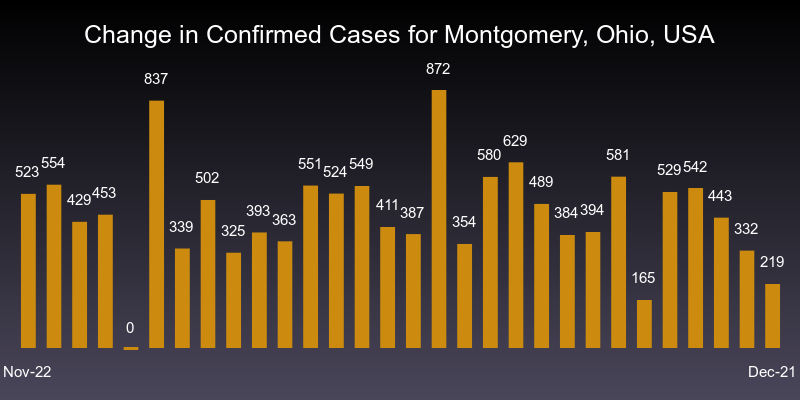 Change in Confirmed Cases for Montgomery, Ohio, USA
523 554 429 453 0 837 339 502 325 393 363 551 524 549 411 387 872 354 580 629 489 384 394 581 165 529 542 443 332 219
Nov-22 Dec-21